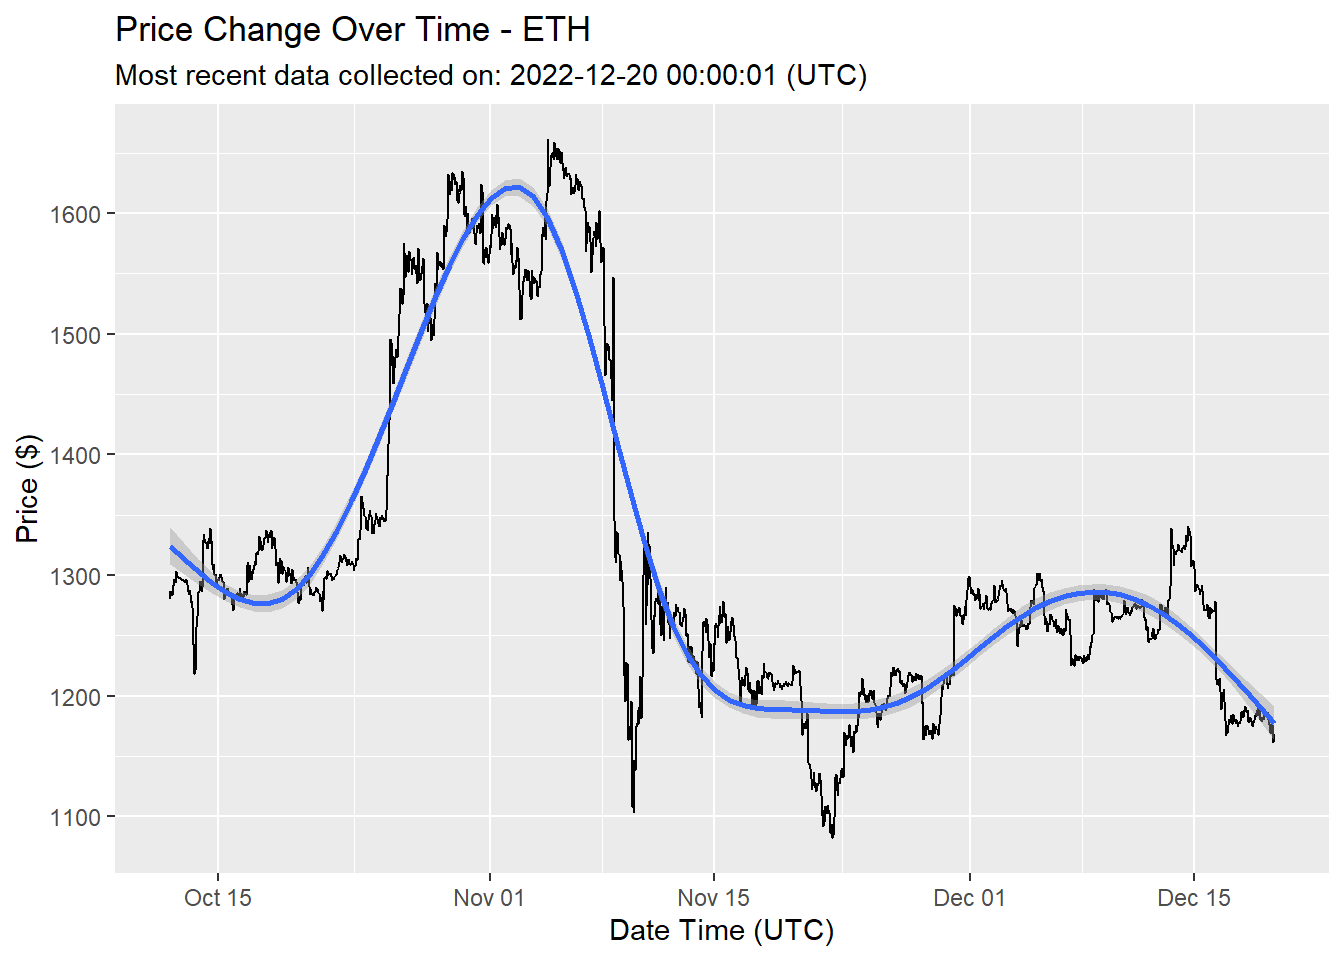 Price Change Over Time - ETH
Most recent data collected on: 2022-12-20 00:00:01 (UTC)
Price ($)
1600
1500
1400
1300
1200
1100
Oct 15
Nov 01
Nov 15
Dec 01
Dec 15
Date Time (UTC)